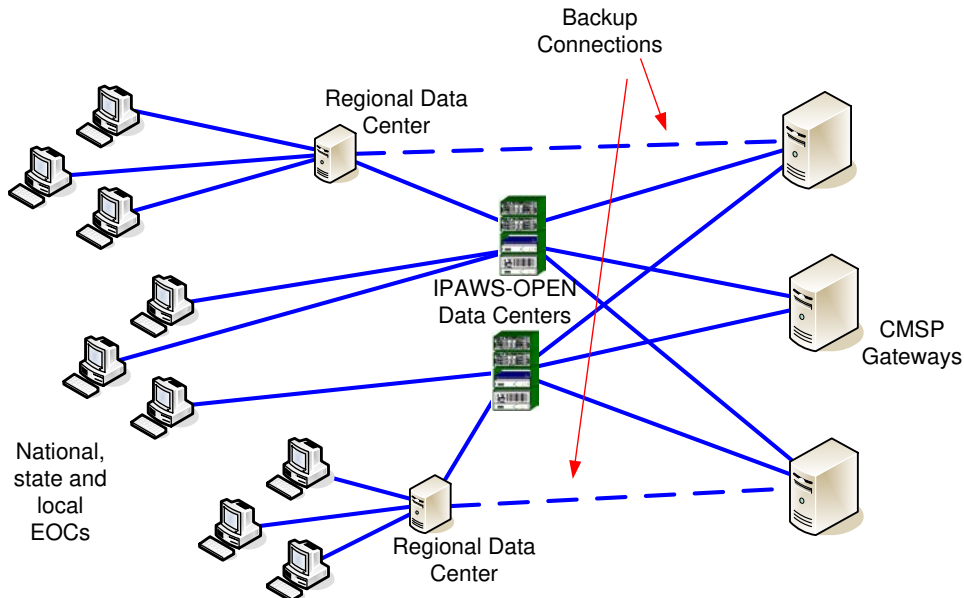 Backup
Connections
Regional Data
Center
IPAWS-OPEN
Data Centers
CMSP
Gateways
National,
state and
local
EOCs
Regional Data
Center